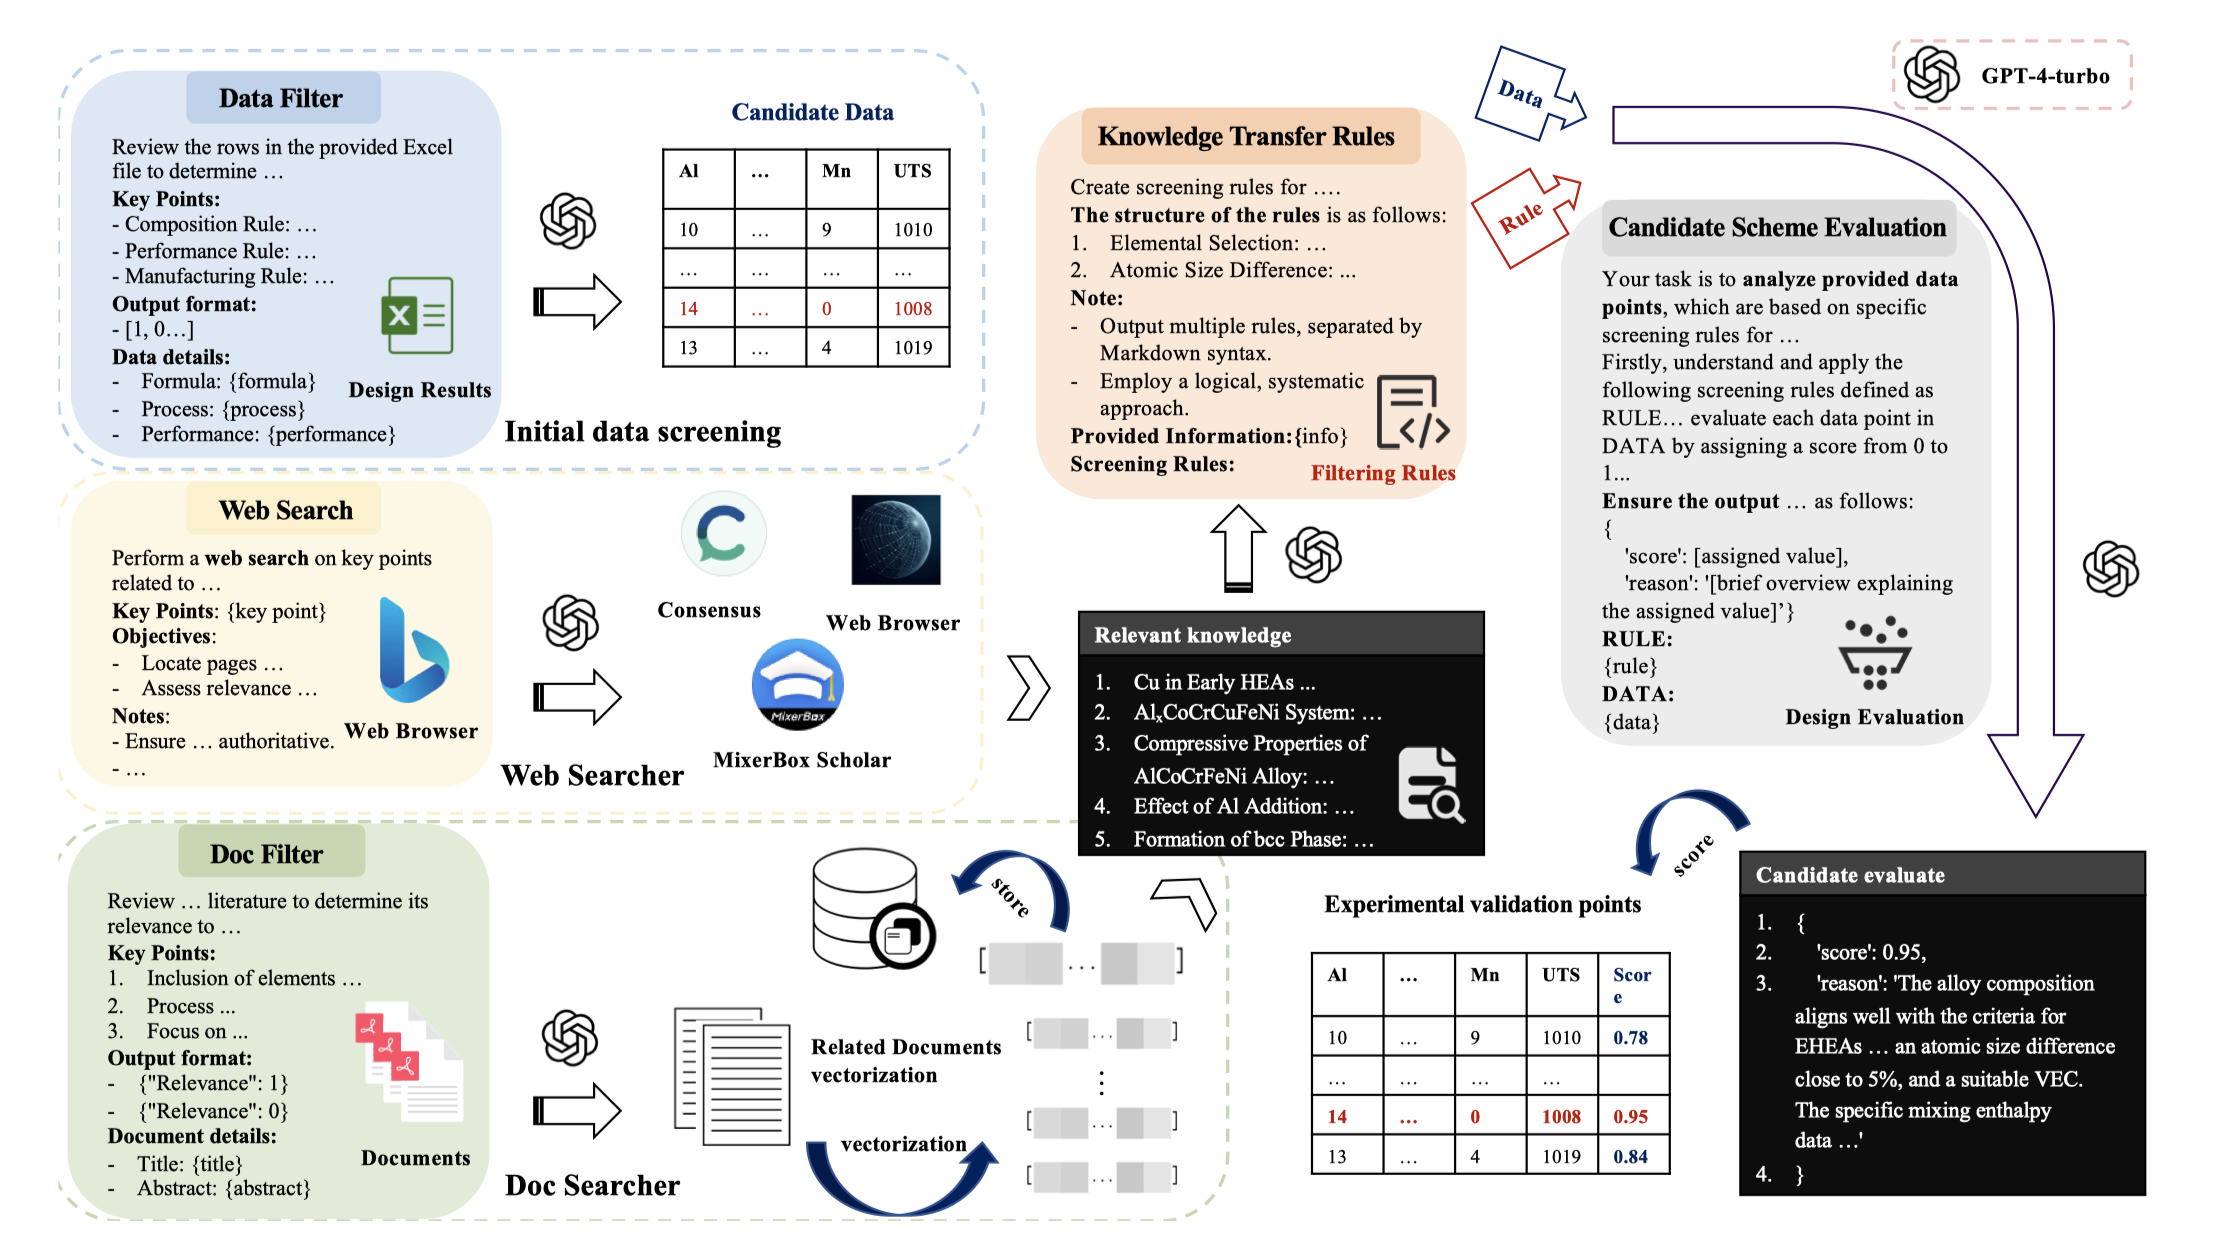 Data Filter
Review the rows in the provided Excel
file to determine …
Key Points:
- Composition Rule: …
- Performance Rule: …
- Manufacturing Rule: …
Output format:
- [1, 0…]
Data details:
- Formula: {formula}
- Process: {process}
- Performance: {performance}
Design Results
Candidate Data
Al … Mn UTS
10 … 9 1010
… … … …
14 … 0 1008
13 … 4 1019
Initial data screening
Web Search
Perform a web search on key points
related to …
Key Points: {key point}
Objectives:
- Locate pages …
- Assess relevance …
Notes:
- Ensure … authoritative.
- …
Web Browser
Consensus
Web Browser
MixerBox
MixerBox Scholar
Web Searcher
Doc Filter
Review … literature to determine its
relevance to …
Key Points:
1. Inclusion of elements …
2. Process ...
3. Focus on ...
Output format:
- {"Relevance": 1}
- {"Relevance": 0}
Document details:
- Title: {title}
- Abstract: {abstract}
Documents
Related Documents
vectorization
vectorization
store
[ … ]
[ … ]
⋮
[ … ]
[ … ]
Doc Searcher
Relevant knowledge
1. Cu in Early HEAs ...
2. AlxCoCrCuFeNi System: …
3. Compressive Properties of
AlCoCrFeNi Alloy: …
4. Effect of Al Addition: …
5. Formation of bcc Phase: …
Knowledge Transfer Rules
Create screening rules for ….
The structure of the rules is as follows:
1. Elemental Selection: …
2. Atomic Size Difference: ...
Note:
- Output multiple rules, separated by
Markdown syntax.
- Employ a logical, systematic
approach.
Provided Information:{info}
Screening Rules:
Filtering Rules
Data
Rule
GPT-4-turbo
Candidate Scheme Evaluation
Your task is to analyze provided data
points, which are based on specific
screening rules for …
Firstly, understand and apply the
following screening rules defined as
RULE… evaluate each data point in
DATA by assigning a score from 0 to
1...
Ensure the output … as follows:
{
'score': [assigned value],
'reason': '[brief overview explaining
the assigned value]’}
RULE:
{rule}
DATA:
{data}
Design Evaluation
score
Candidate evaluate
1. {
2. 'score': 0.95,
3. 'reason': 'The alloy composition
aligns well with the criteria for
EHEAs … an atomic size difference
close to 5%, and a suitable VEC.
The specific mixing enthalpy
data …'
4. }
Experimental validation points
Al … Mn UTS Scor
e
10 … 9 1010 0.78
… … … …
14 … 0 1008 0.95
13 … 4 1019 0.84